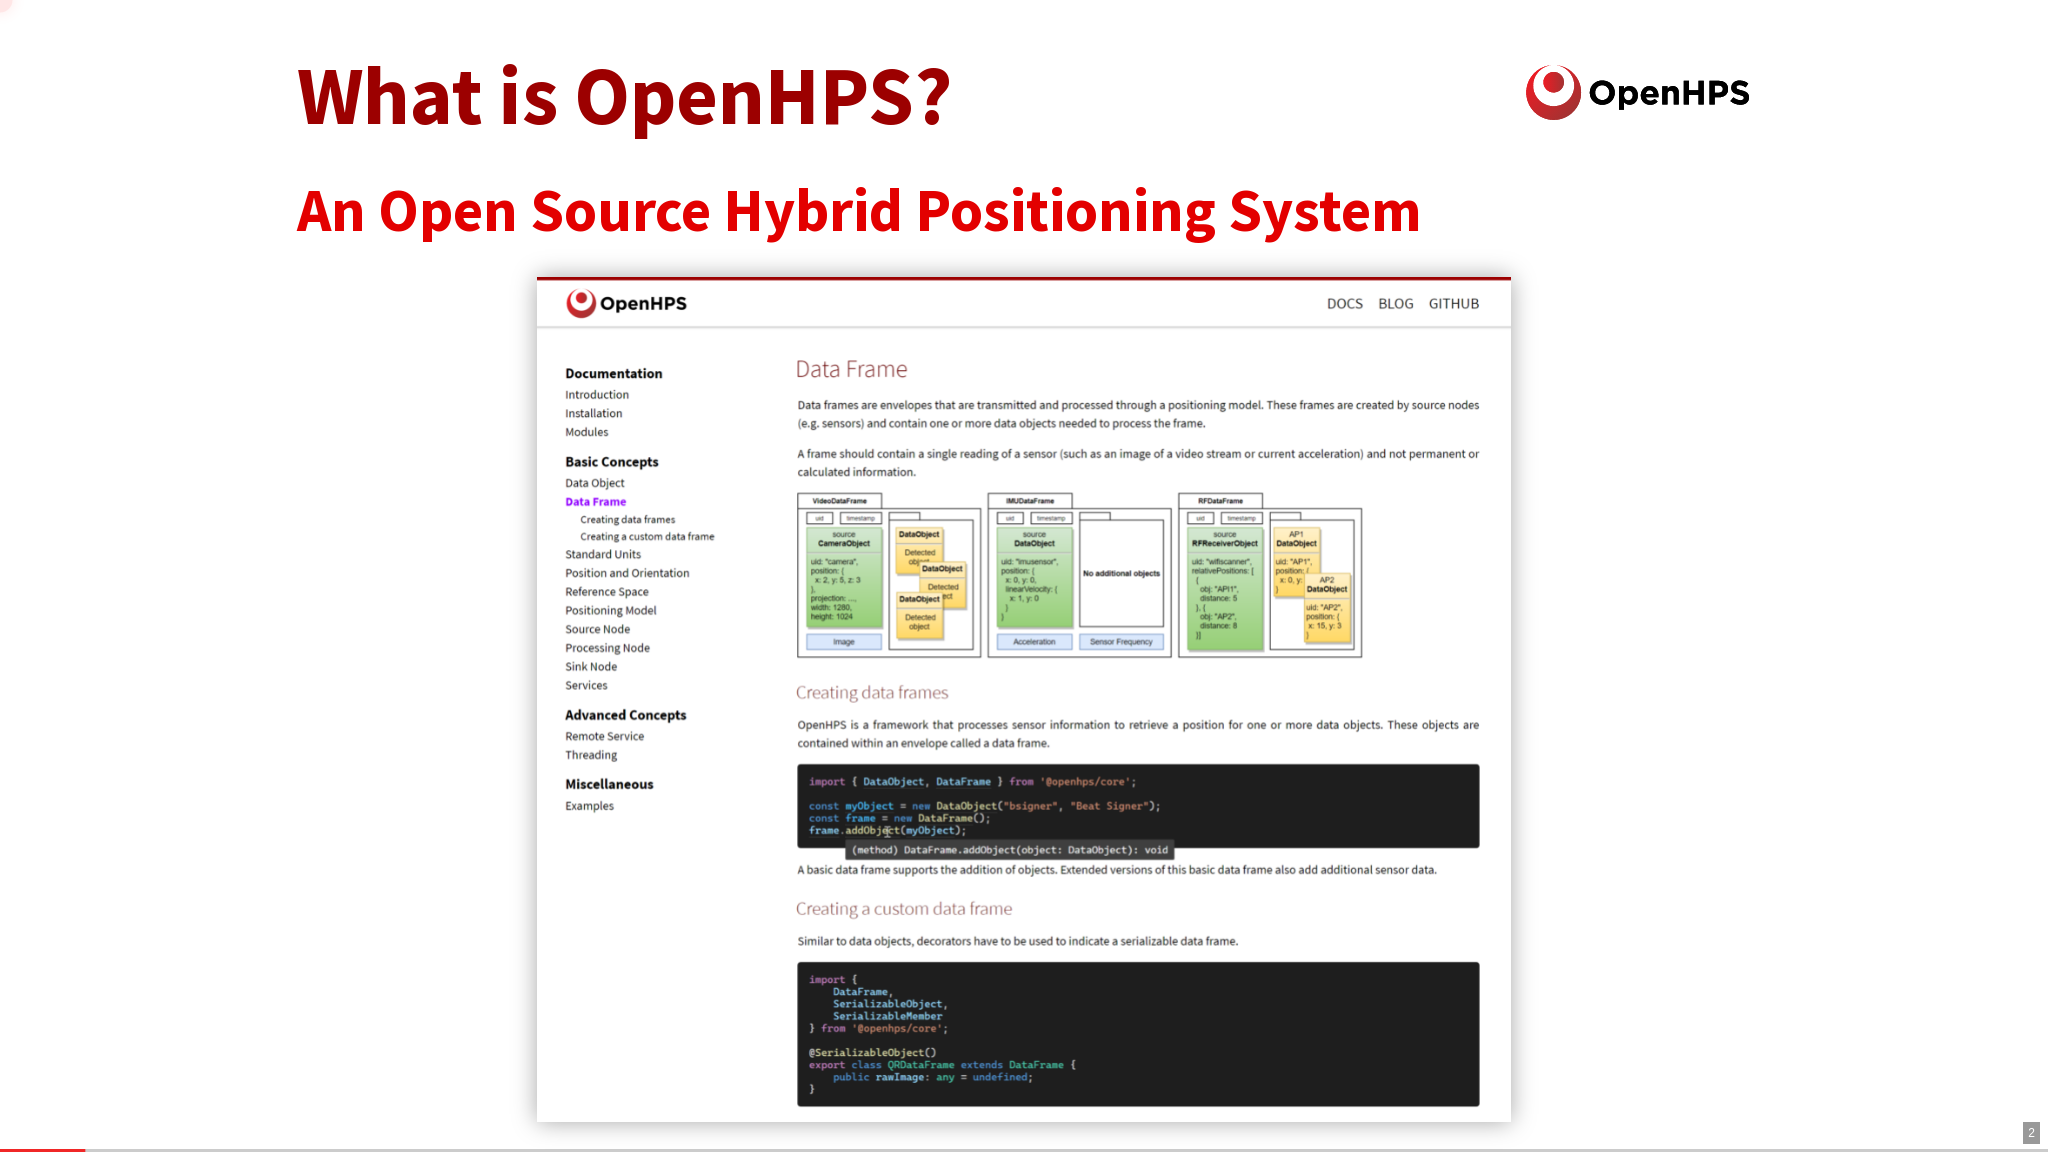 What is OpenHPS?
OpenHPS
An Open Source Hybrid Positioning System
OpenHPS
DOCS BLOG GITHUB
Documentation
Introduction
Installation
Modules
Basic Concepts
Data Object
Data Frame
Creating data frames
Creating a custom data frame
Standard Units
Position and Orientation
Reference Space
Positioning Model
Source Node
Processing Node
Sink Node
Services
Advanced Concepts
Remote Service
Threading
Miscellaneous
Examples
Data Frame
Data frames are envelopes that are transmitted and processed through a positioning model. These frames are created by source nodes
(e.g. sensors) and contain one or more data objects needed to process the frame.
A frame should contain a single reading of a sensor (such as an image of a video stream or current acceleration) and not permanent or
calculated information.
VideoDataFrame
uid timestamp
source
CameraObject
uid: "camera",
position: {
x: 2, y: 5, z: 3
},
projection: ...,
width: 1280,
height: 1024
Image
DataObject
Detected
DataObject
Detected
DataObject
Detected
object
IMUDataFrame
uid timestamp
source
DataObject
uid: "imusensor",
position: {
x: 0, y: 0,
linearVelocity: {
x: 1, y: 0
}
}
No additional objects
Acceleration
Sensor Frequency
RFDataFrame
uid timestamp
source
RFReceiverObject
uid: "wifiscanner",
relativePositions: [
{
obj: "API1",
distance: 5
}, {
obj: "AP2",
distance: 8
}]
AP1
DataObject
uid: "AP1",
position: {
x: 0, y:
}
AP2
DataObject
uid: "AP2",
position: {
x: 15, y: 3
}
Creating data frames
OpenHPS is a framework that processes sensor information to retrieve a position for one or more data objects. These objects are
contained within an envelope called a data frame.
import { DataObject, DataFrame } from '@openhps/core';
const myObject = new DataObject("bsigner", "Beat Signer");
const frame = new DataFrame();
frame.addObject(myObject);
(method) DataFrame.addObject(object: DataObject): void
A basic data frame supports the addition of objects. Extended versions of this basic data frame also add additional sensor data.
Creating a custom data frame
Similar to data objects, decorators have to be used to indicate a serializable data frame.
import {
DataFrame,
SerializableObject,
SerializableMember
} from '@openhps/core';
@SerializableObject()
export class QRDataFrame extends DataFrame {
public rawImage: any = undefined;
}
2